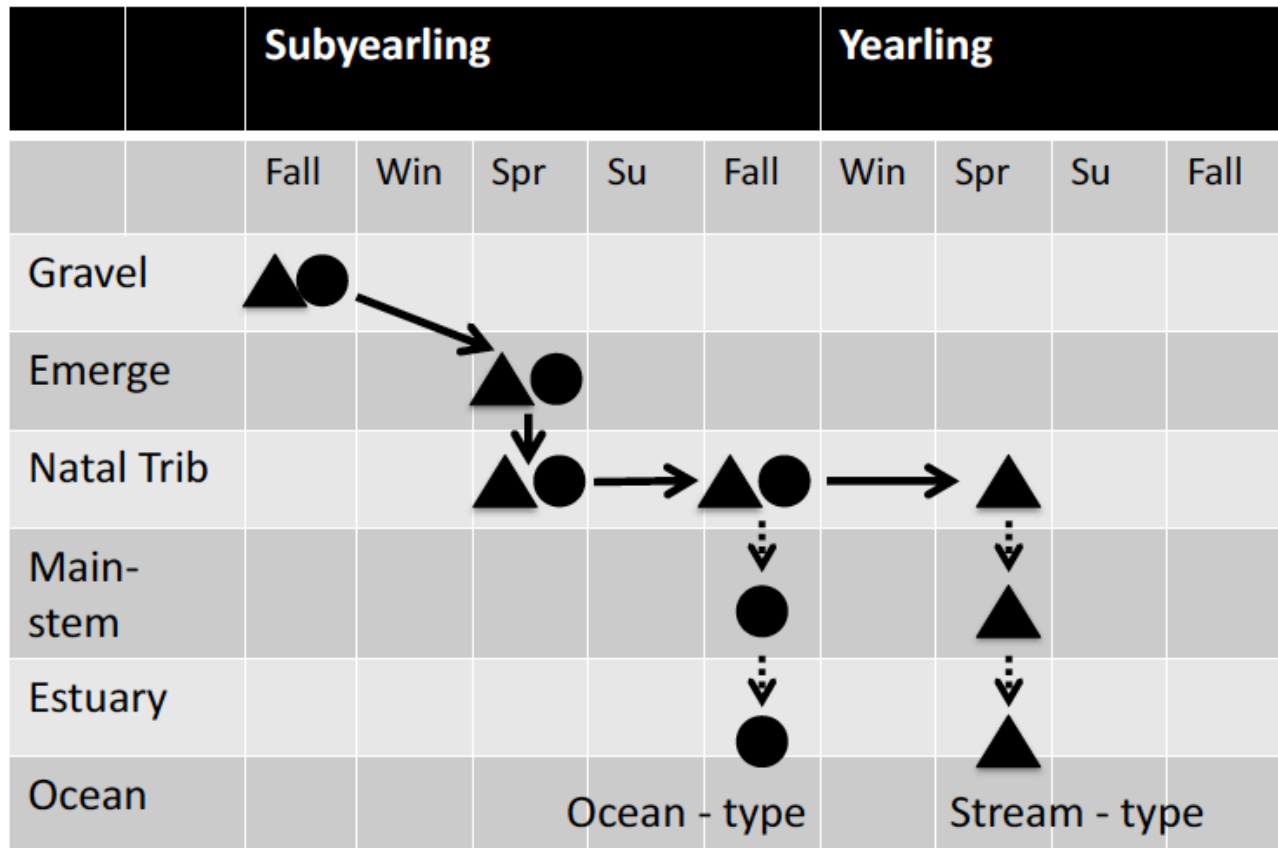 Subyearling Yearling
Fall Win Spr Su Fall Win Spr Su Fall
Gravel
Emerge
Natal Trib
Main-
stem
Estuary
Ocean
Ocean - type Stream - type